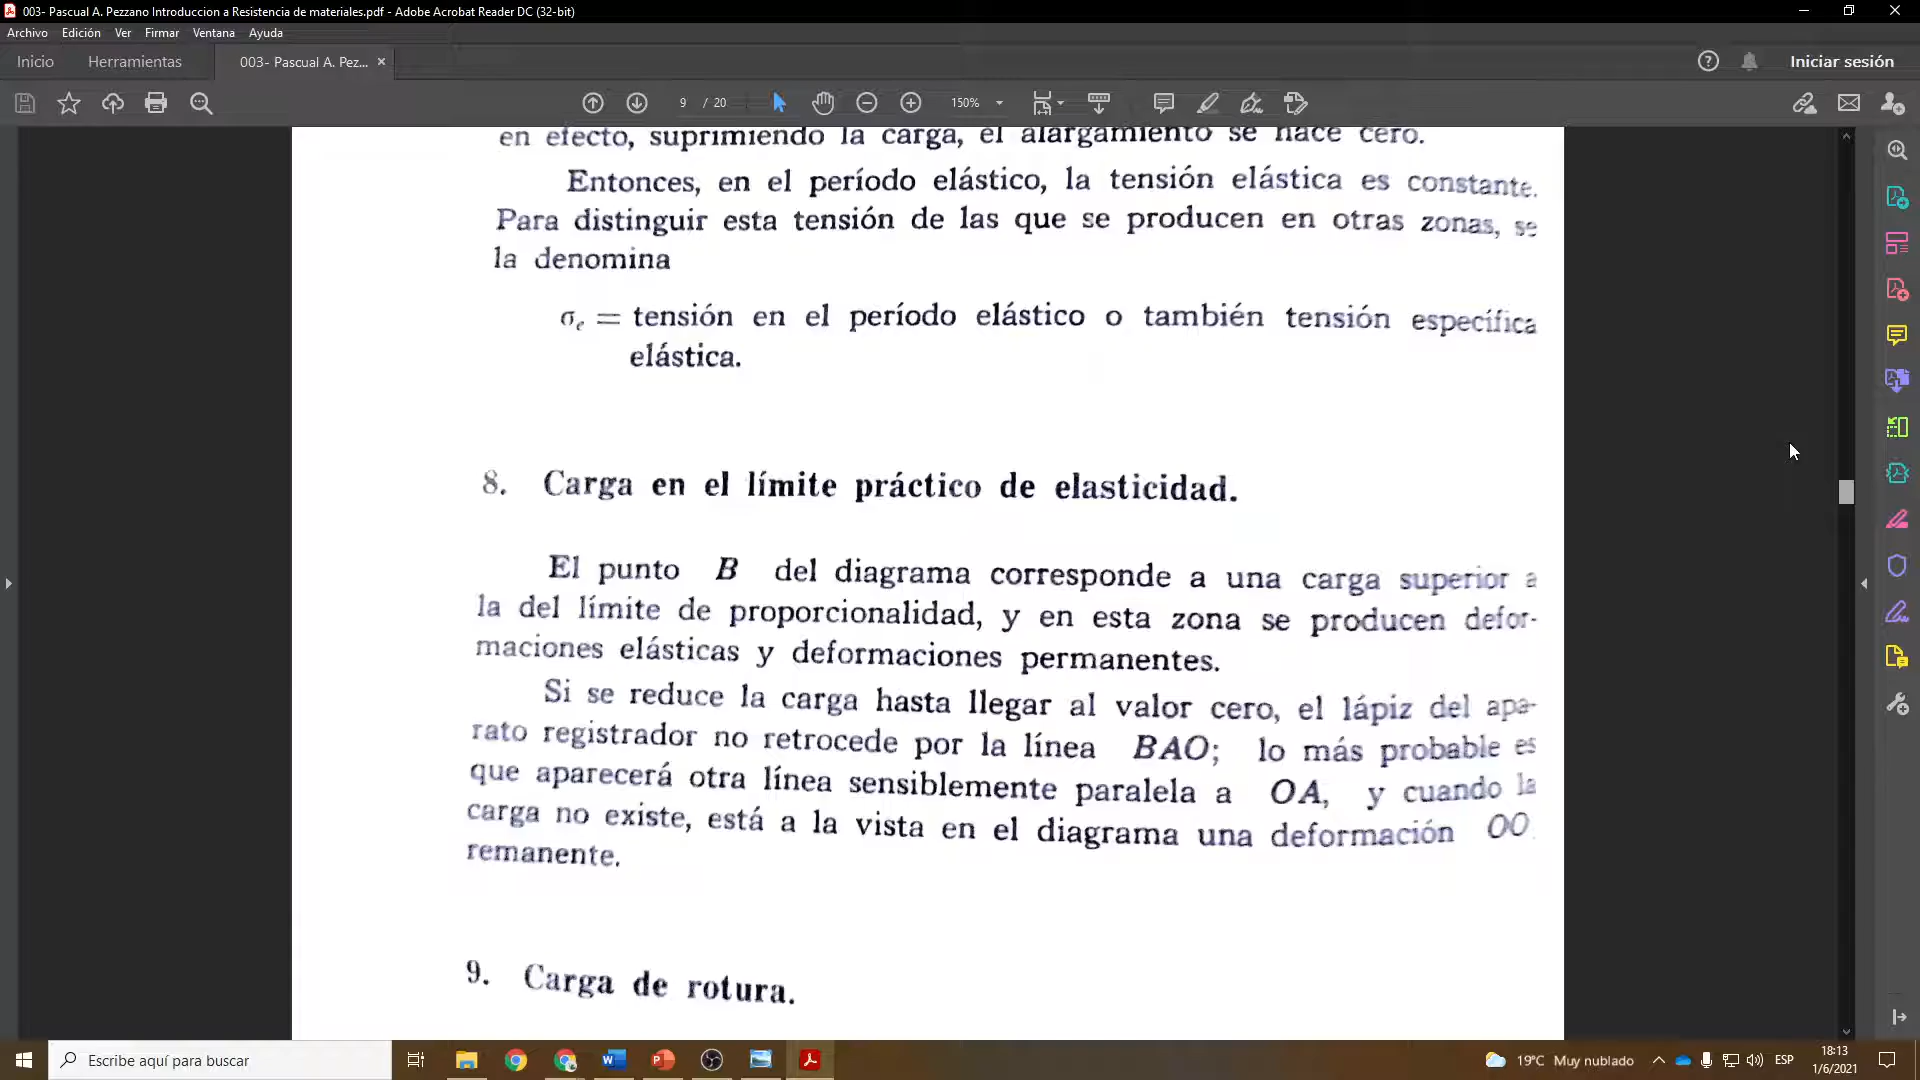 003- Pascual A. Pezzano Introduccion a Resistencia de materiales.pdf - Adobe Acrobat Reader DC (32-bit)
Archivo Edición Ver Firmar Ventana Ayuda
Inicio Herramientas 003- Pascual A. Pez... × Iniciar sesión
9 / 20 150%
en efecto, suprimiendo la carga, el alargamiento se hace cero.
Entonces, en el período elástico, la tensión elástica es constante.
Para distinguir esta tensión de las que se producen en otras zonas, se
la denomina
σe = tensión en el período elástico o también tensión específica
elástica.
8. Carga en el límite práctico de elasticidad.
El punto B del diagrama corresponde a una carga superior a
la del límite de proporcionalidad, y en esta zona se producen defor-
maciones elásticas y deformaciones permanentes.
Si se reduce la carga hasta llegar al valor cero, el lápiz del apa-
rato registrador no retrocede por la línea BAO; lo más probable es
que aparecerá otra línea sensiblemente paralela a OA, y cuando la
carga no existe, está a la vista en el diagrama una deformación OO
remanente.
9. Carga de rotura.
Escribe aquí para buscar
19°C Muy nublado ESP 18:13
1/6/2021